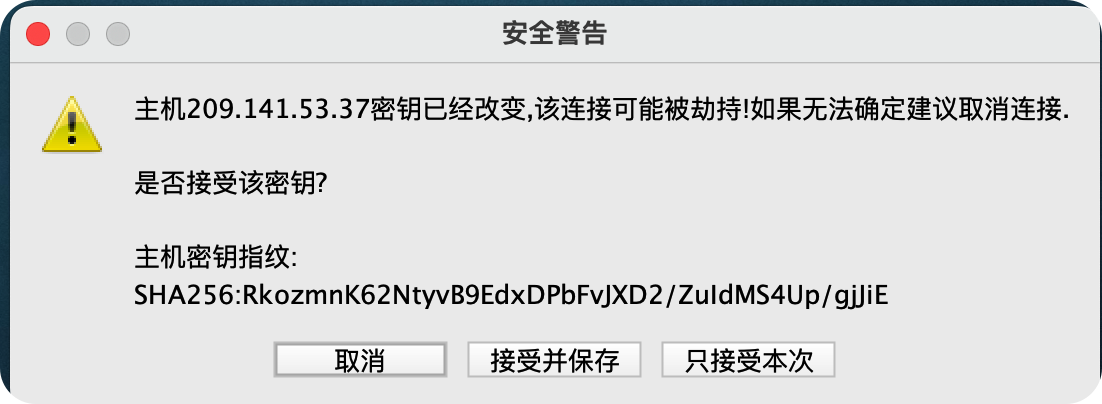 安全警告
主机209.141.53.37密钥已经改变,该连接可能被劫持!如果无法确定建议取消连接.
是否接受该密钥?
主机密钥指纹:
SHA256:RkozmnK62NtyvB9EdxDPbFvJXD2/ZuIdMS4Up/gjJiE
取消
接受并保存
只接受本次